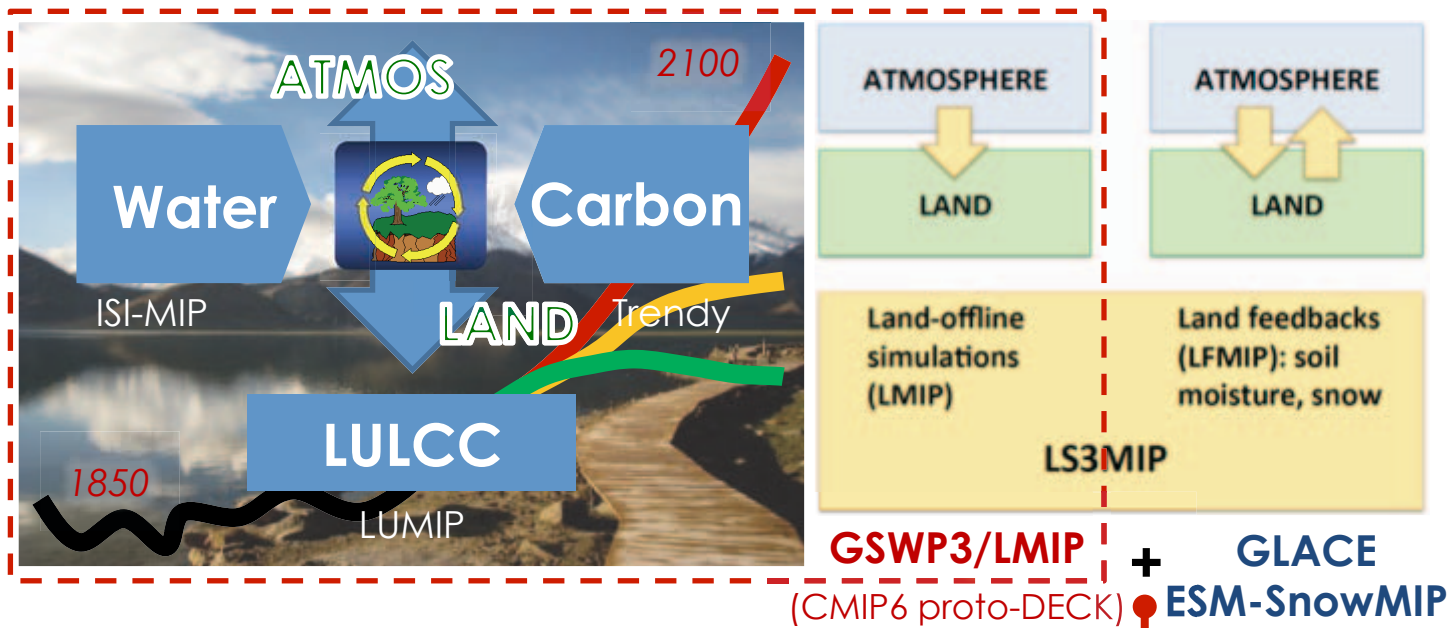 ATMOS
2100
Water
Carbon
ISI-MIP
LAND
Trendy
LULCC
1850
LUMIP
ATMOSPHERE
LAND
ATMOSPHERE
LAND
Land-offline
simulations
(LMIP)
Land feedbacks
(LFMIP): soil
moisture, snow
LS3MIP
GSWP3/LMIP
(CMIP6 proto-DECK)
+
GLACE
ESM-SnowMIP